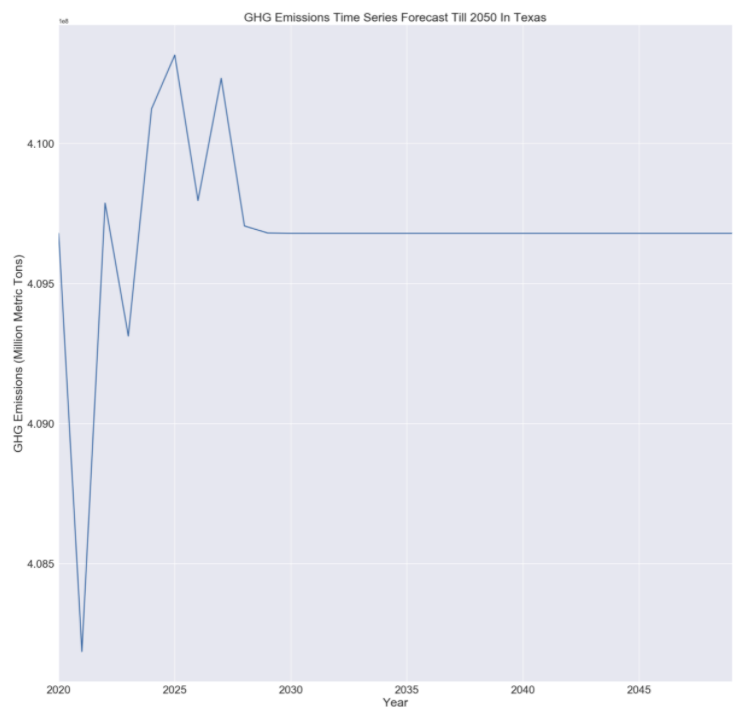 GHG Emissions Time Series Forecast Till 2050 In Texas
1e8
4.100
4.095
4.090
4.085
GHG Emissions (Million Metric Tons)
2020 2025 2030 2035 2040 2045
Year